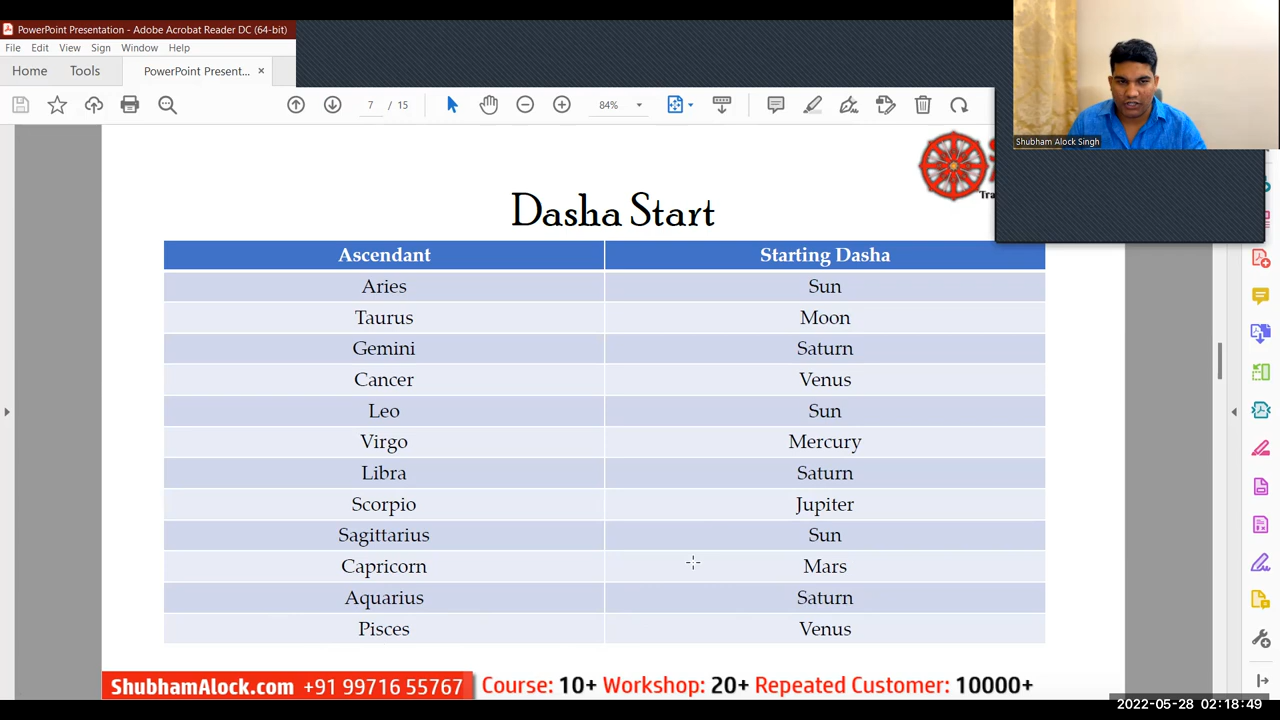 PowerPoint Presentation - Adobe Acrobat Reader DC (64-bit)
File Edit View Sign Window Help
Home Tools PowerPoint Present... ×
7 / 15 84%
Shubham Alock Singh
Dasha Start
Ascendant Starting Dasha
Aries Sun
Taurus Moon
Gemini Saturn
Cancer Venus
Leo Sun
Virgo Mercury
Libra Saturn
Scorpio Jupiter
Sagittarius Sun
Capricorn Mars
Aquarius Saturn
Pisces Venus
ShubhamAlock.com +91 99716 55767 Course: 10+ Workshop: 20+ Repeated Customer: 10000+
2022-05-28 02:18:49